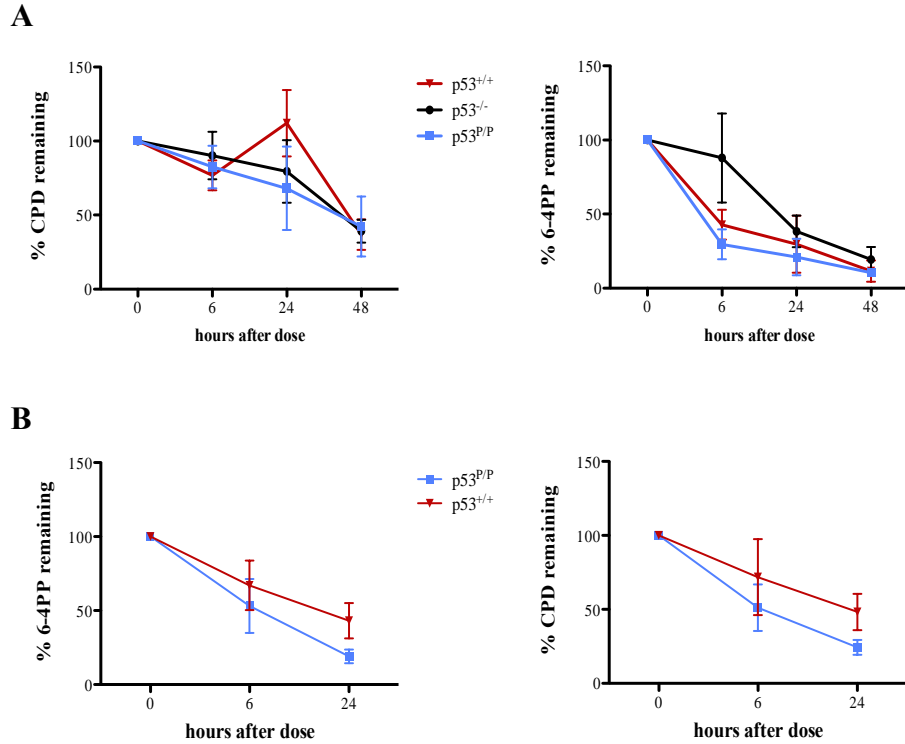 A
% CPD remaining
150
100
50
0
0 6 24 48
hours after dose
p53+/+
p53-/-
p53P/P
% 6-4PP remaining
150
100
50
0
0 6 24 48
hours after dose
B
% 6-4PP remaining
150
100
50
0
0 6 24
hours after dose
p53P/P
p53+/+
% CPD remaining
150
100
50
0
0 6 24
hours after dose